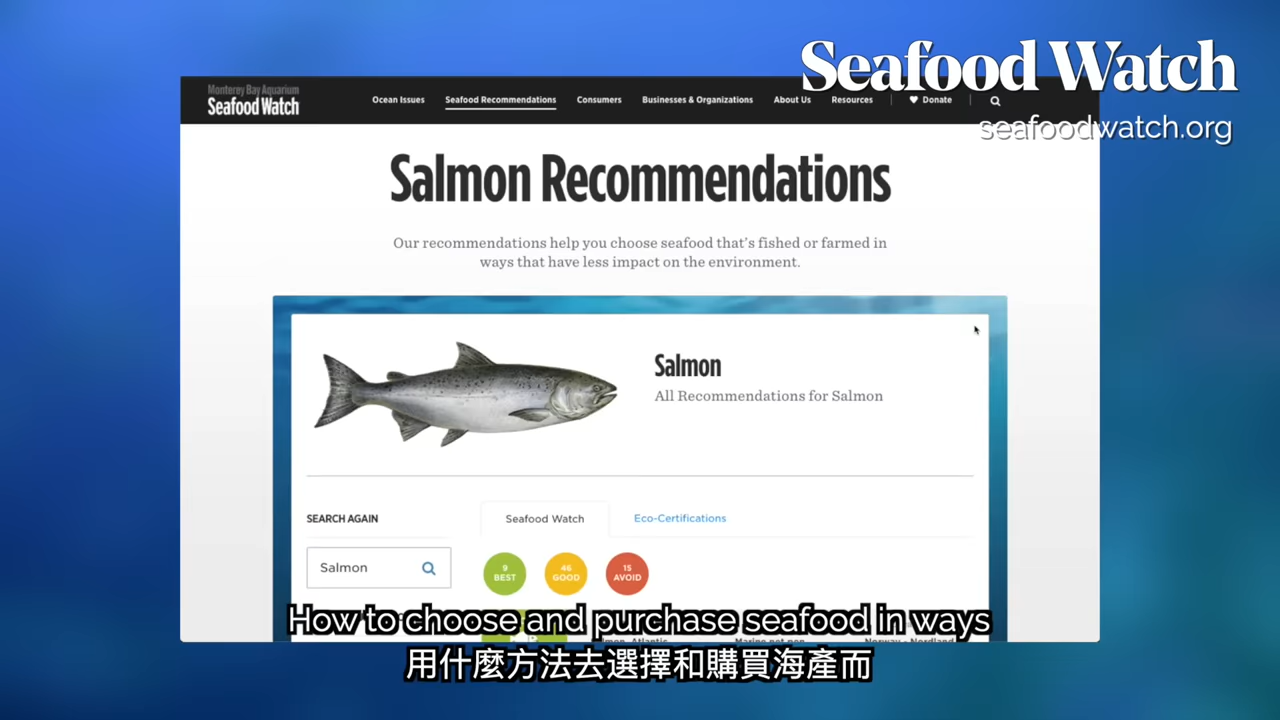 Seafood Watch
seafoodwatch.org
Monterey Bay Aquarium
Seafood Watch
Ocean Issues
Seafood Recommendations
Consumers
Businesses & Organizations
About Us
Resources
Donate
Salmon Recommendations
Our recommendations help you choose seafood that's fished or farmed in
ways that have less impact on the environment.
Salmon
All Recommendations for Salmon
SEARCH AGAIN
Seafood Watch
Eco-Certifications
Salmon
9
BEST
46
GOOD
15
AVOID
How to choose and purchase seafood in ways
用什麼方法去選擇和購買海產而